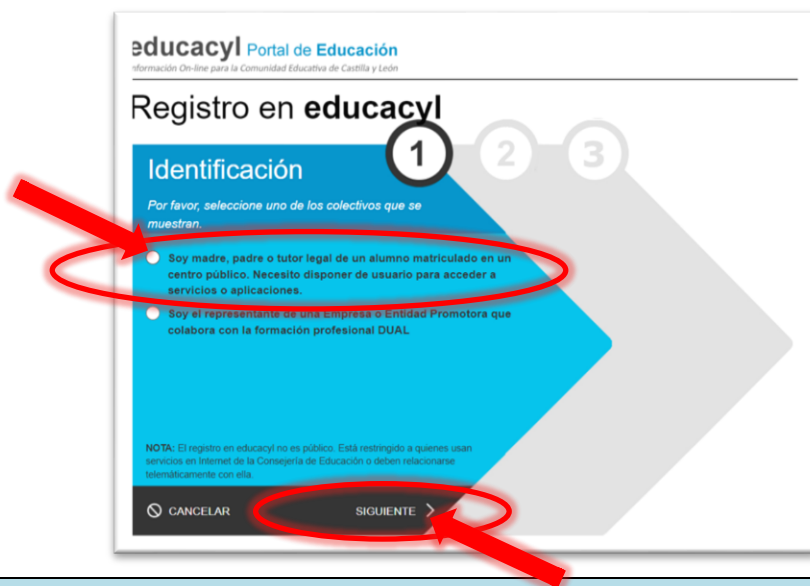 educacyl Portal de Educación
nformación On-line para la Comunidad Educativa de Castilla y León
Registro en educacyl
1 2 3
Identificación
Por favor, seleccione uno de los colectivos que se
muestran.
Soy madre, padre o tutor legal de un alumno matriculado en un
centro público. Necesito disponer de usuario para acceder a
servicios o aplicaciones.
Soy el representante de una Empresa o Entidad Promotora que
colabora con la formación profesional DUAL
NOTA: El registro en educacyl no es público. Está restringido a quienes usan
servicios en Internet de la Consejería de Educación o deben relacionarse
telemáticamente con ella.
CANCELAR SIGUIENTE